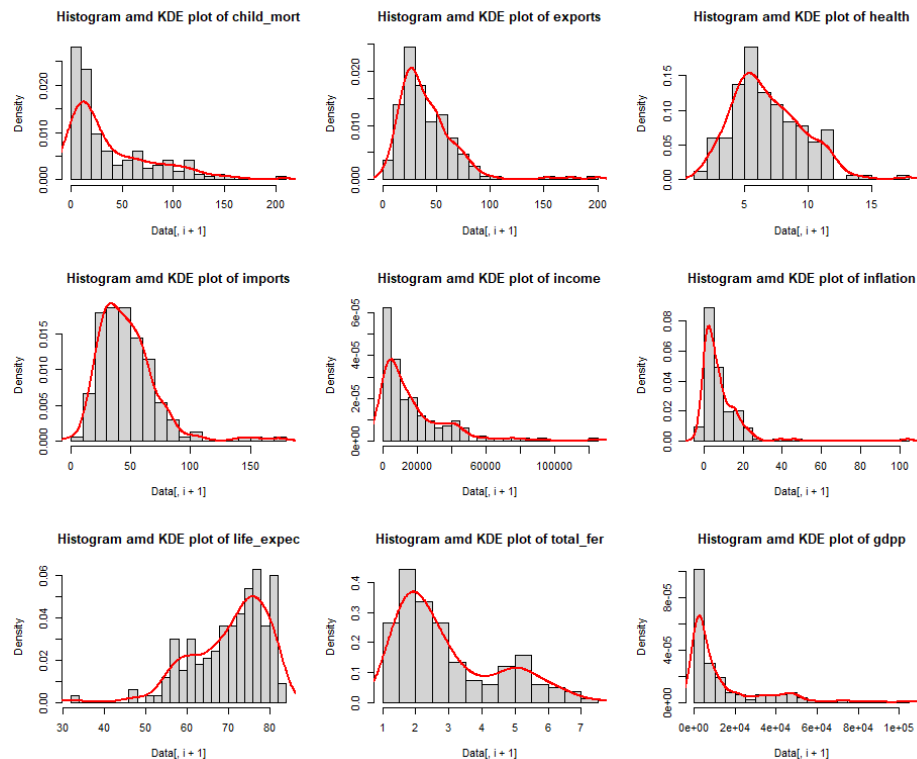 Histogram amd KDE plot of child_mort
Histogram amd KDE plot of exports
Histogram amd KDE plot of health
Density
0.000 0.010 0.020
0 50 100 150 200
Data[, i + 1]
Density
0.000 0.010 0.020 0.030
0 50 100 150 200
Data[, i + 1]
Density
0.00 0.05 0.10 0.15
5 10 15
Data[, i + 1]
Histogram amd KDE plot of imports
Histogram amd KDE plot of income
Histogram amd KDE plot of inflation
Density
0.000 0.005 0.010 0.015
0 50 100 150
Data[, i + 1]
Density
0e+00 2e-05 4e-05 6e-05
0 20000 60000 100000
Data[, i + 1]
Density
0.00 0.02 0.04 0.06 0.08
0 20 40 60 80 100
Data[, i + 1]
Histogram amd KDE plot of life_expec
Histogram amd KDE plot of total_fer
Histogram amd KDE plot of gdpp
Density
0.00 0.01 0.02 0.03 0.04 0.06
30 40 50 60 70 80
Data[, i + 1]
Density
0.0 0.1 0.2 0.3 0.4
1 2 3 4 5 6 7
Data[, i + 1]
Density
0e+00 4e-05 8e-05
0e+00 2e+04 4e+04 6e+04 8e+04 1e+05
Data[, i + 1]